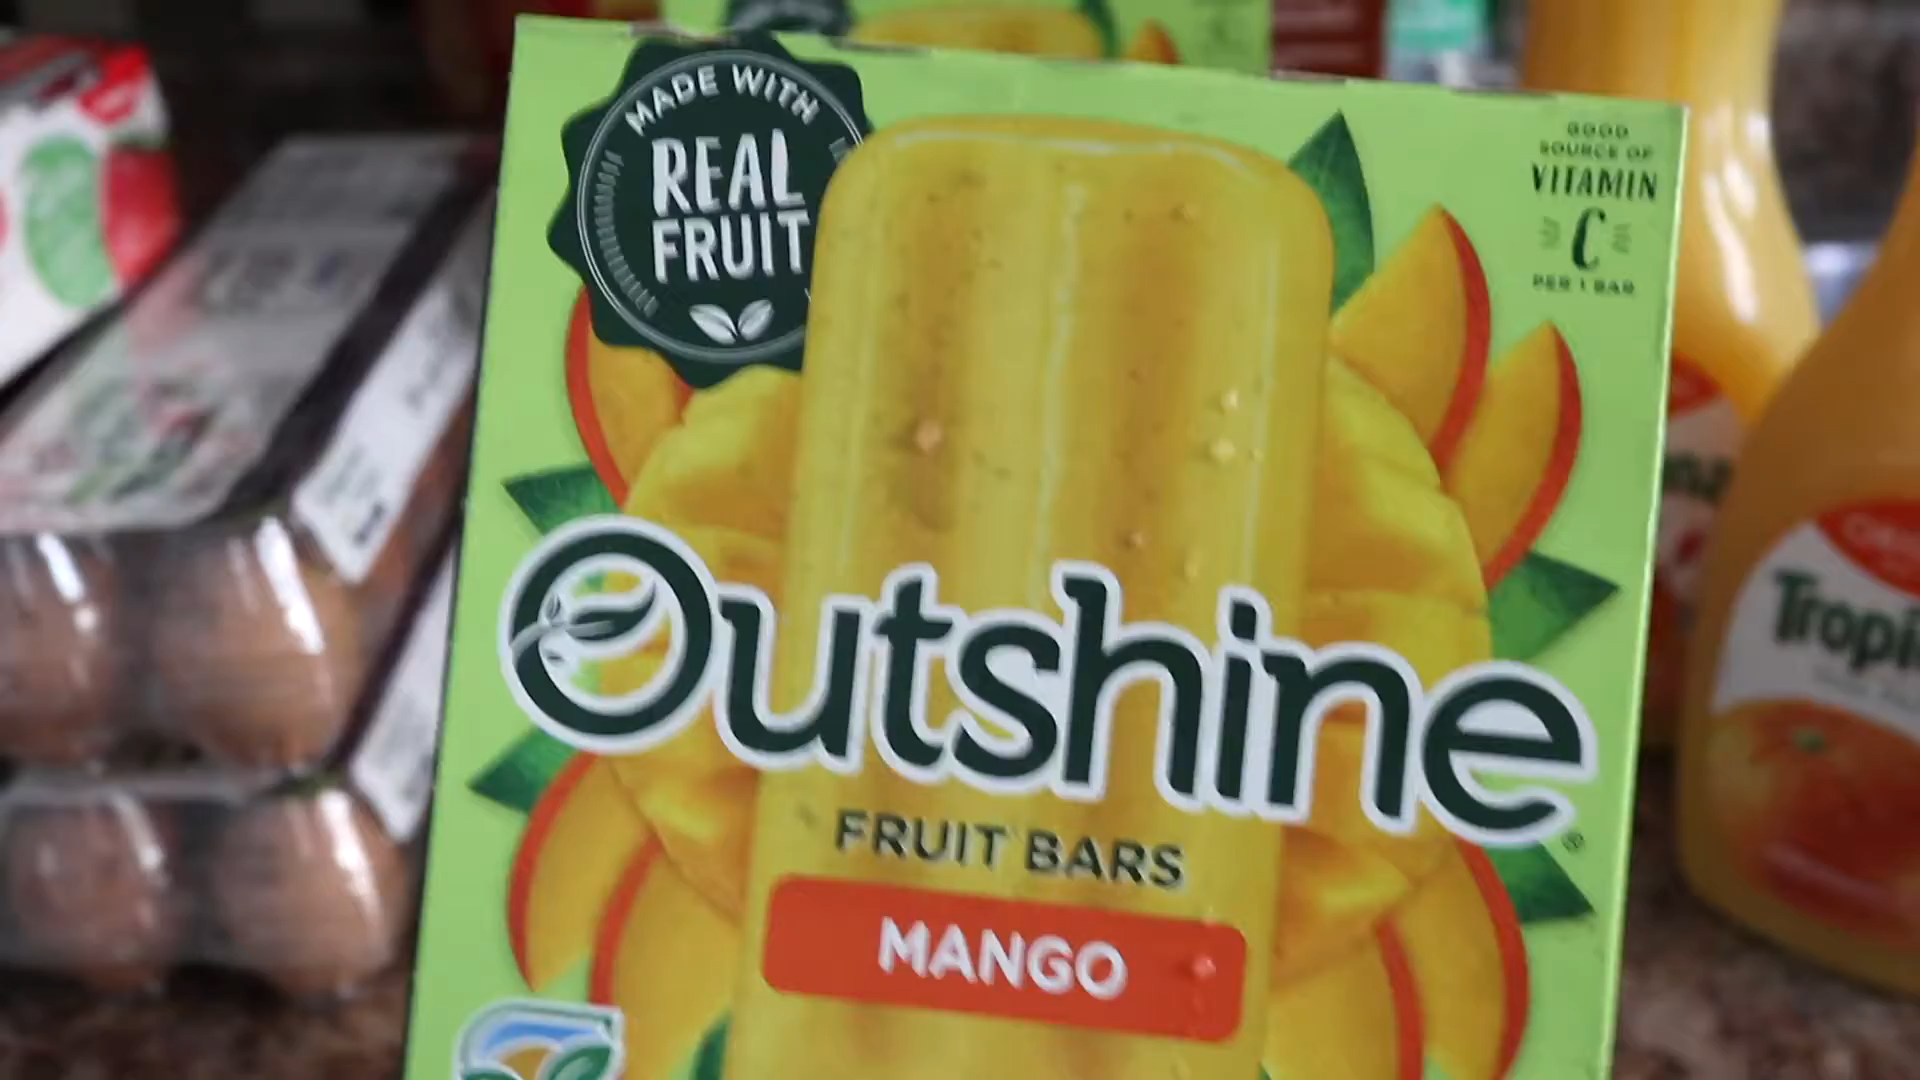 MADE WITH
REAL
FRUIT
GOOD
SOURCE OF
VITAMIN
C
PER 1 BAR
Outshine®
FRUIT BARS
MANGO
Tropi